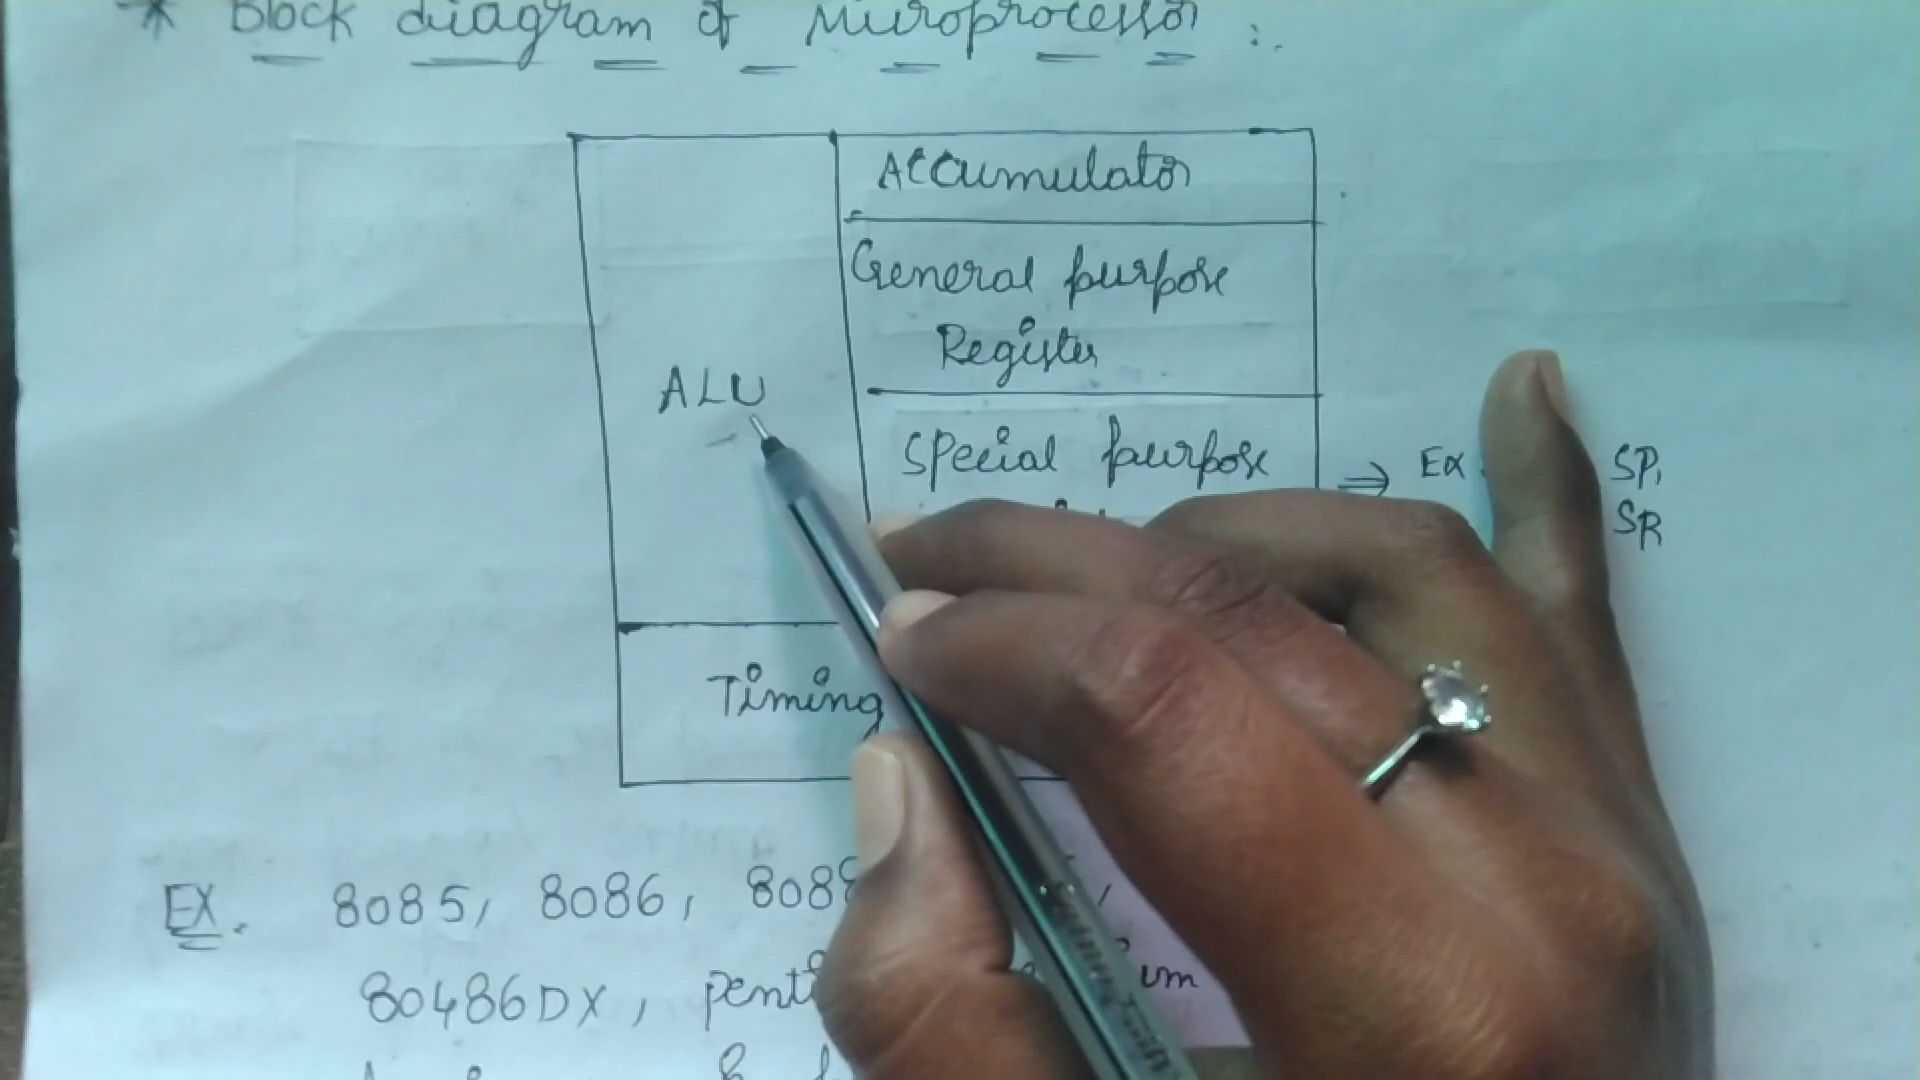 * Block diagram of Microprocessor :.
Accumulator
General purpose
Register
ALU
Special purpose
⇒ Ex
SP,
SR
Timing
EX. 8085, 8086,
80486DX,